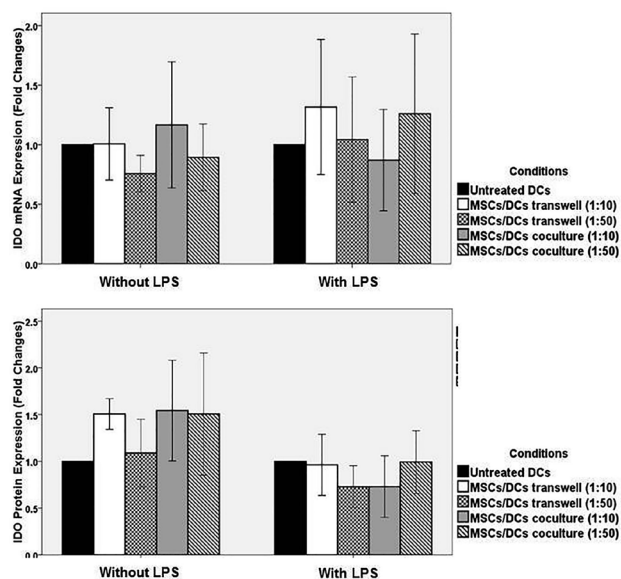 IDO mRNA Expression (Fold Changes)
2.0
1.5
1.0
0.5
0.0
Without LPS
With LPS
Conditions
Untreated DCs
MSCs/DCs transwell (1:10)
MSCs/DCs transwell (1:50)
MSCs/DCs coculture (1:10)
MSCs/DCs coculture (1:50)
IDO Protein Expression (Fold Changes)
2.5
2.0
1.5
1.0
0.5
0.0
Without LPS
With LPS
Conditions
Untreated DCs
MSCs/DCs transwell (1:10)
MSCs/DCs transwell (1:50)
MSCs/DCs coculture (1:10)
MSCs/DCs coculture (1:50)